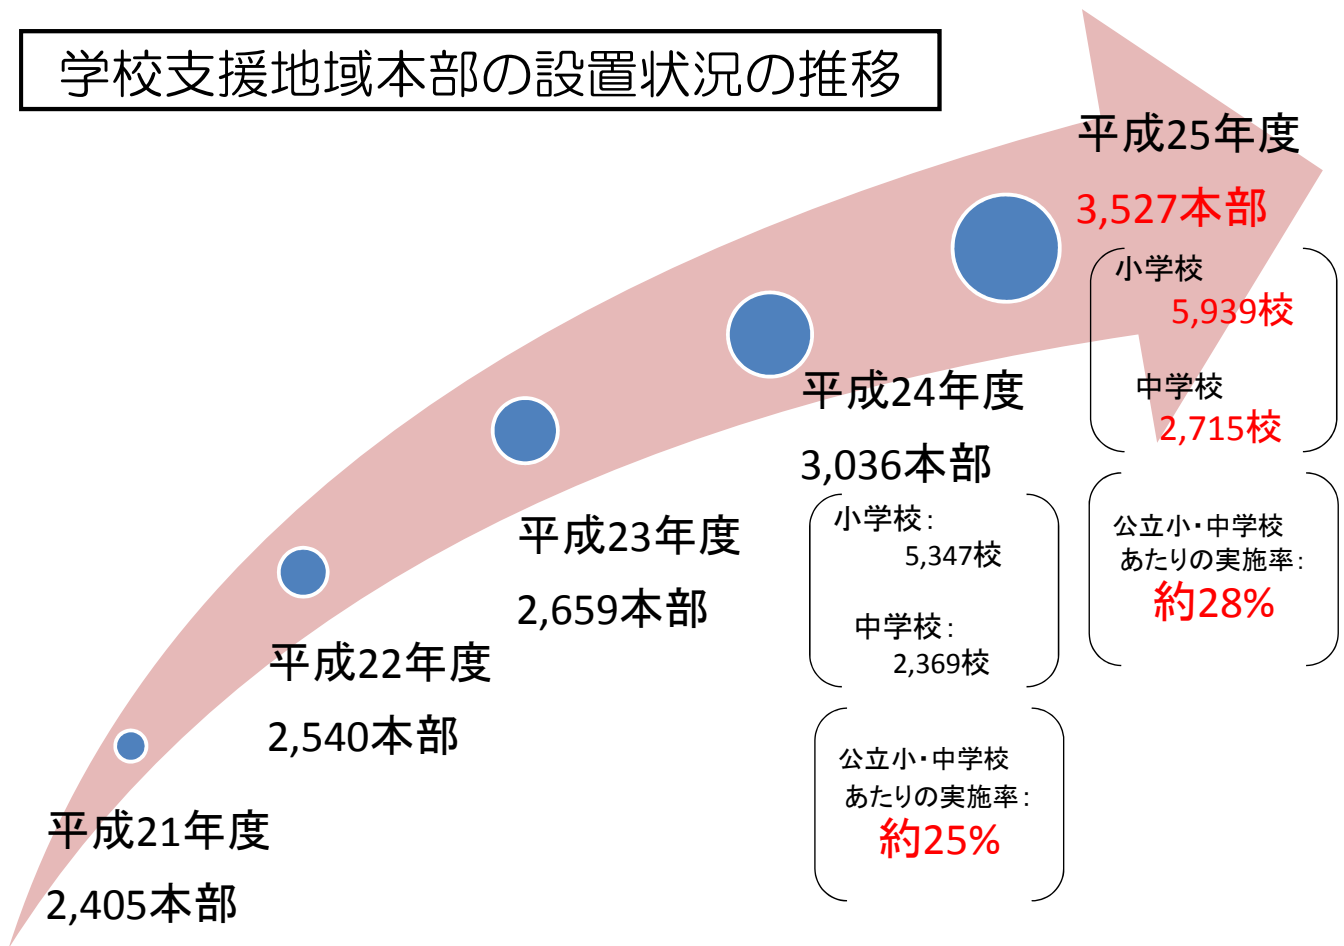 学校支援地域本部の設置状況の推移
平成25年度
3,527本部
小学校
5,939校
中学校
2,715校
公立小・中学校
あたりの実施率：
約28%
平成24年度
3,036本部
小学校：
5,347校
中学校：
2,369校
公立小・中学校
あたりの実施率：
約25%
平成23年度
2,659本部
平成22年度
2,540本部
平成21年度
2,405本部